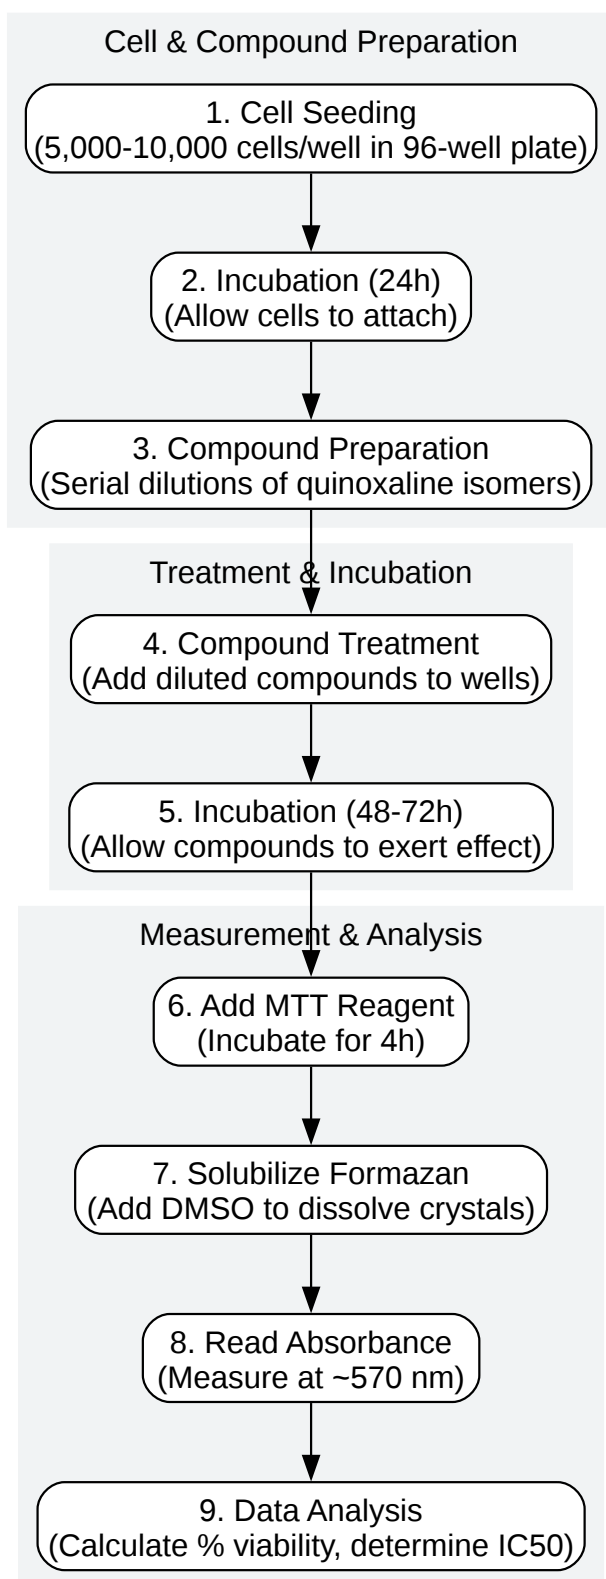 Cell & Compound Preparation
1. Cell Seeding
(5,000-10,000 cells/well in 96-well plate)
2. Incubation (24h)
(Allow cells to attach)
3. Compound Preparation
(Serial dilutions of quinoxaline isomers)
Treatment & Incubation
4. Compound Treatment
(Add diluted compounds to wells)
5. Incubation (48-72h)
(Allow compounds to exert effect)
Measurement & Analysis
6. Add MTT Reagent
(Incubate for 4h)
7. Solubilize Formazan
(Add DMSO to dissolve crystals)
8. Read Absorbance
(Measure at ~570 nm)
9. Data Analysis
(Calculate % viability, determine IC50)